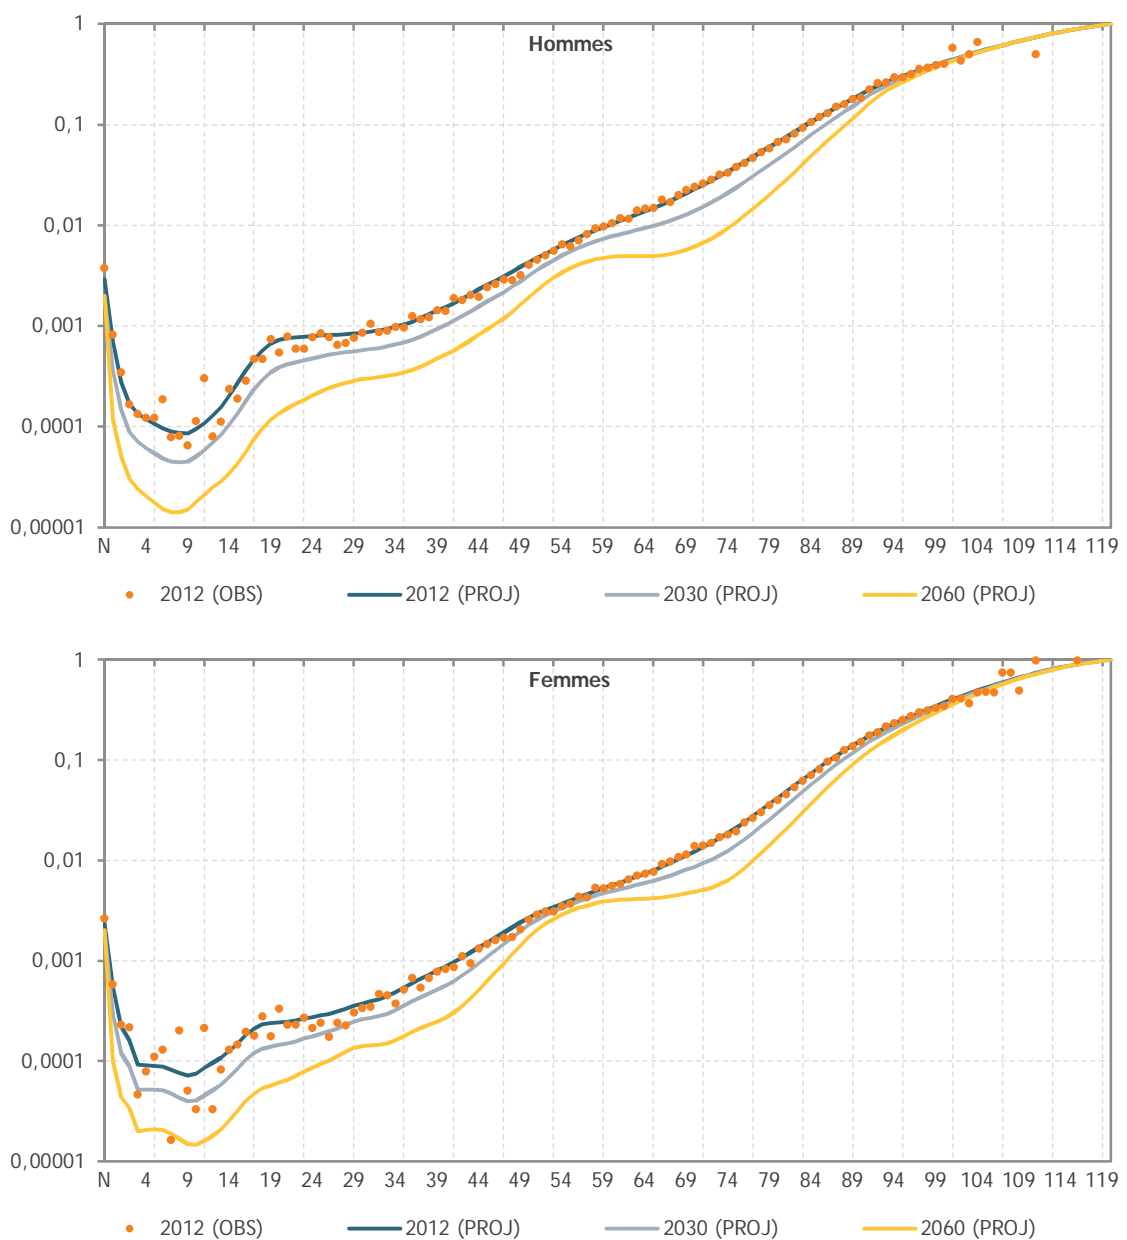 1
Hommes
0,1
0,01
0,001
0,0001
0,00001
N 4 9 14 19 24 29 34 39 44 49 54 59 64 69 74 79 84 89 94 99 104 109 114 119
2012 (OBS) 2012 (PROJ) 2030 (PROJ) 2060 (PROJ)
1
Femmes
0,1
0,01
0,001
0,0001
0,00001
N 4 9 14 19 24 29 34 39 44 49 54 59 64 69 74 79 84 89 94 99 104 109 114 119
2012 (OBS) 2012 (PROJ) 2030 (PROJ) 2060 (PROJ)